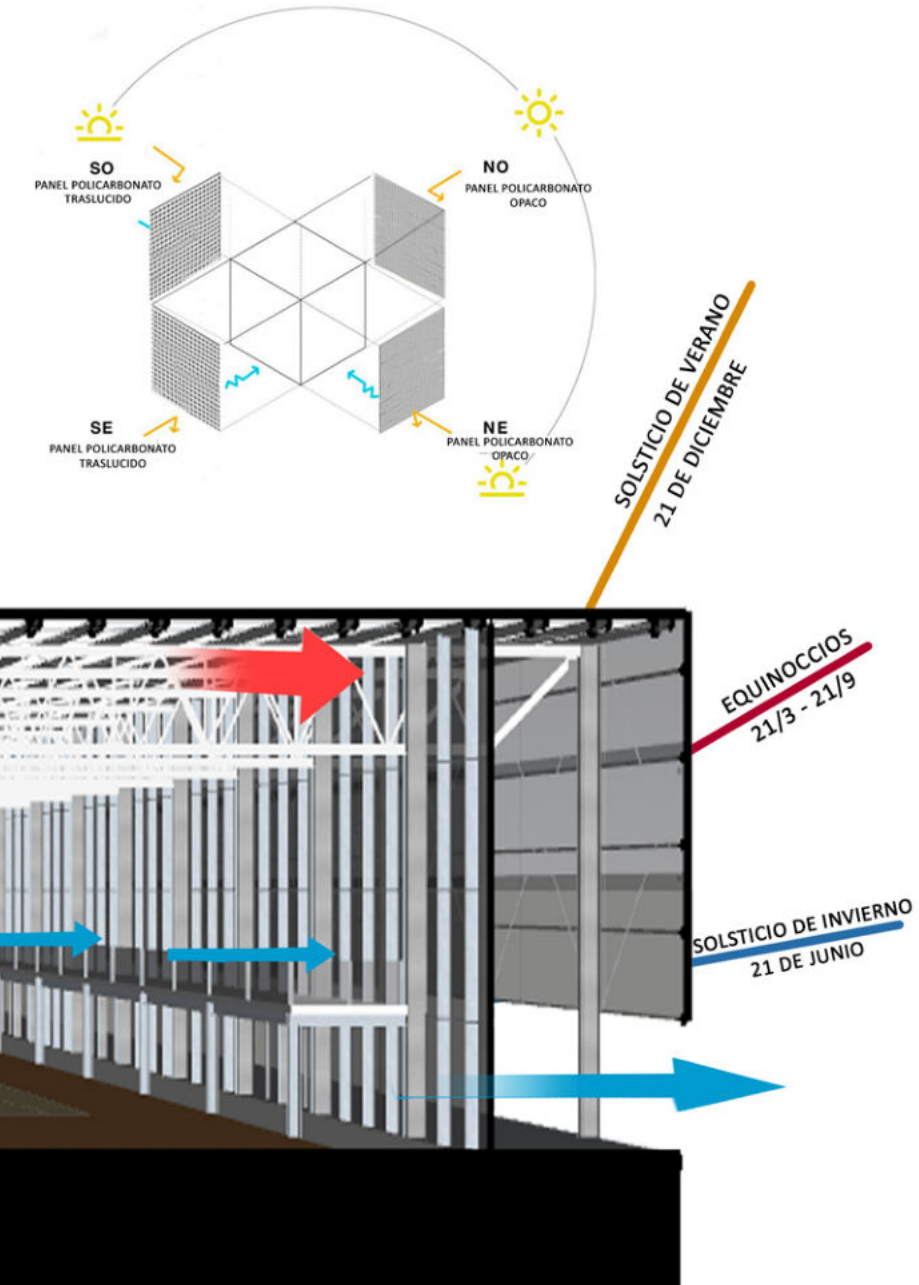 SO
PANEL POLICARBONATO
TRASLUCIDO
NO
PANEL POLICARBONATO
OPACO
SE
PANEL POLICARBONATO
TRASLUCIDO
NE
PANEL POLICARBONATO
OPACO
SOLSTICIO DE VERANO
21 DE DICIEMBRE
EQUINOCCIOS
21/3 - 21/9
SOLSTICIO DE INVIERNO
21 DE JUNIO